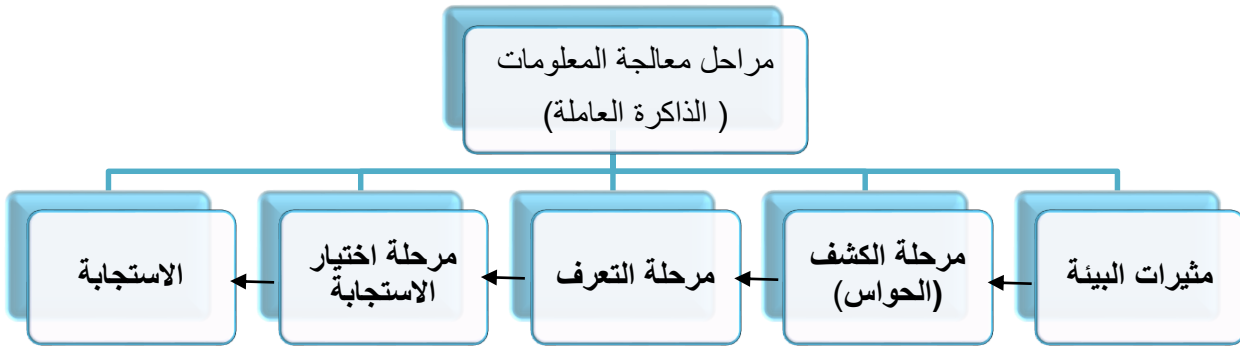 مراحل معالجة المعلومات
( الذاكرة العاملة)
مثيرات البيئة
مرحلة الكشف
(الحواس)
مرحلة التعرف
مرحلة اختيار
الاستجابة
الاستجابة